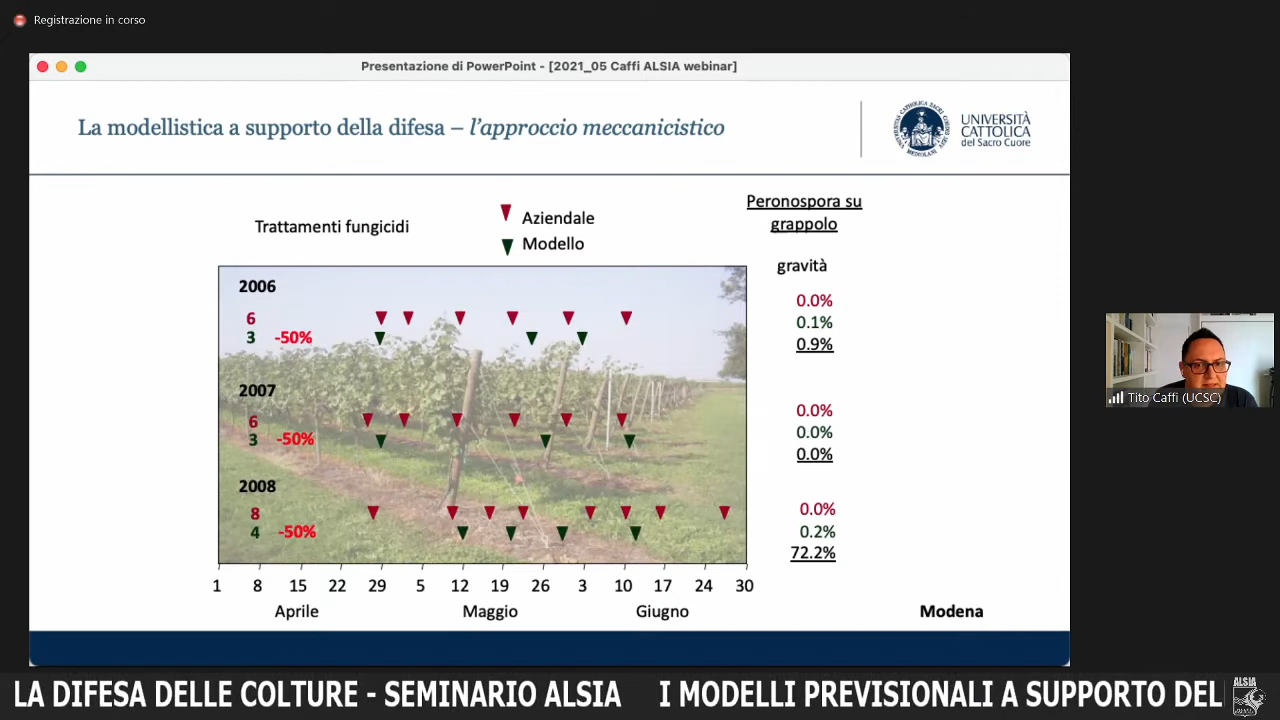 Registrazione in corso
Presentazione di PowerPoint - [2021_05 Caffi ALSIA webinar]
La modellistica a supporto della difesa – l'approccio meccanicistico
UNIVERSITÀ
CATTOLICA
del Sacro Cuore
Trattamenti fungicidi
Aziendale
Modello
Peronospora su
grappolo
gravità
2006
6
3 -50%
0.0%
0.1%
0.9%
2007
6
3 -50%
0.0%
0.0%
0.0%
2008
8
4 -50%
0.0%
0.2%
72.2%
1 8 15 22 29 5 12 19 26 3 10 17 24 30
Aprile Maggio Giugno
Modena
Tito Caffi (UCSC)
LA DIFESA DELLE COLTURE - SEMINARIO ALSIA I MODELLI PREVISIONALI A SUPPORTO DEL
ALSIA